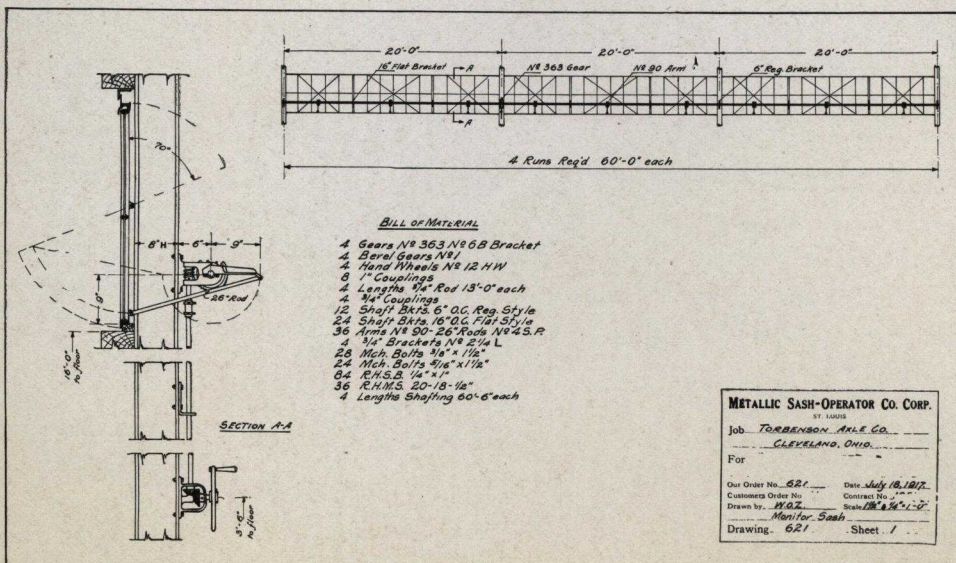 20'-0" 20'-0" 20'-0"
16" Flat Bracket
A
Nº 363 Gear
Nº 90 Arm
6" Reg. Bracket
A
4 Runs Req'd 60'-0" each
70°
8" H 6" 9"
26" Rod
9"
16'-0"
to floor
SECTION A-A
3'-6"
to floor
BILL OF MATERIAL
4 Gears Nº 363 Nº 6B Bracket
4 Bevel Gears Nº 1
4 Hand Wheels Nº 12 HW
8 1" Couplings
4 Lengths 3/4" Rod 13'-0" each
4 3/4" Couplings
12 Shaft Bkts. 6" O.C. Reg. Style
24 Shaft Bkts. 16" O.C. Flat Style
36 Arms Nº 90-26" Rods Nº 4 S.P.
4 3/4" Brackets Nº 2 1/4 L
28 Mch. Bolts 3/8" x 1 1/2"
24 Mch. Bolts 5/16" x 1 1/2"
84 R.H.S.B. 1/4" x 1"
36 R.H.M.S. 20-18-1/2"
4 Lengths Shafting 60'-6" each
METALLIC SASH-OPERATOR CO. CORP.
ST. LOUIS
Job TORBENSON AXLE CO.
CLEVELAND, OHIO.
For
Our Order No. 621 Date July 18, 1917.
Customers Order No Contract No
Drawn by W.O.Z. Scale
Monitor Sash
Drawing 621 Sheet 1